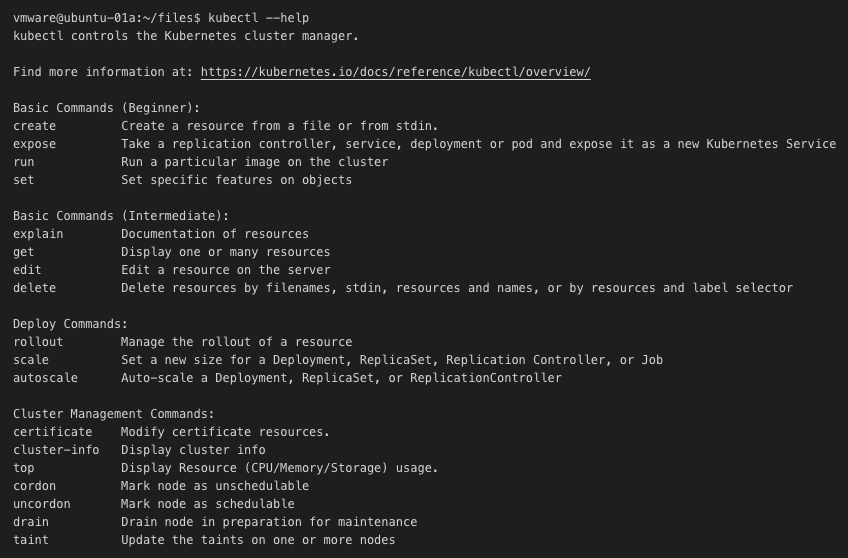 vmware@ubuntu-01a:~/files$ kubectl --help
kubectl controls the Kubernetes cluster manager.
Find more information at: https://kubernetes.io/docs/reference/kubectl/overview/
Basic Commands (Beginner):
create Create a resource from a file or from stdin.
expose Take a replication controller, service, deployment or pod and expose it as a new Kubernetes Service
run Run a particular image on the cluster
set Set specific features on objects
Basic Commands (Intermediate):
explain Documentation of resources
get Display one or many resources
edit Edit a resource on the server
delete Delete resources by filenames, stdin, resources and names, or by resources and label selector
Deploy Commands:
rollout Manage the rollout of a resource
scale Set a new size for a Deployment, ReplicaSet, Replication Controller, or Job
autoscale Auto-scale a Deployment, ReplicaSet, or ReplicationController
Cluster Management Commands:
certificate Modify certificate resources.
cluster-info Display cluster info
top Display Resource (CPU/Memory/Storage) usage.
cordon Mark node as unschedulable
uncordon Mark node as schedulable
drain Drain node in preparation for maintenance
taint Update the taints on one or more nodes